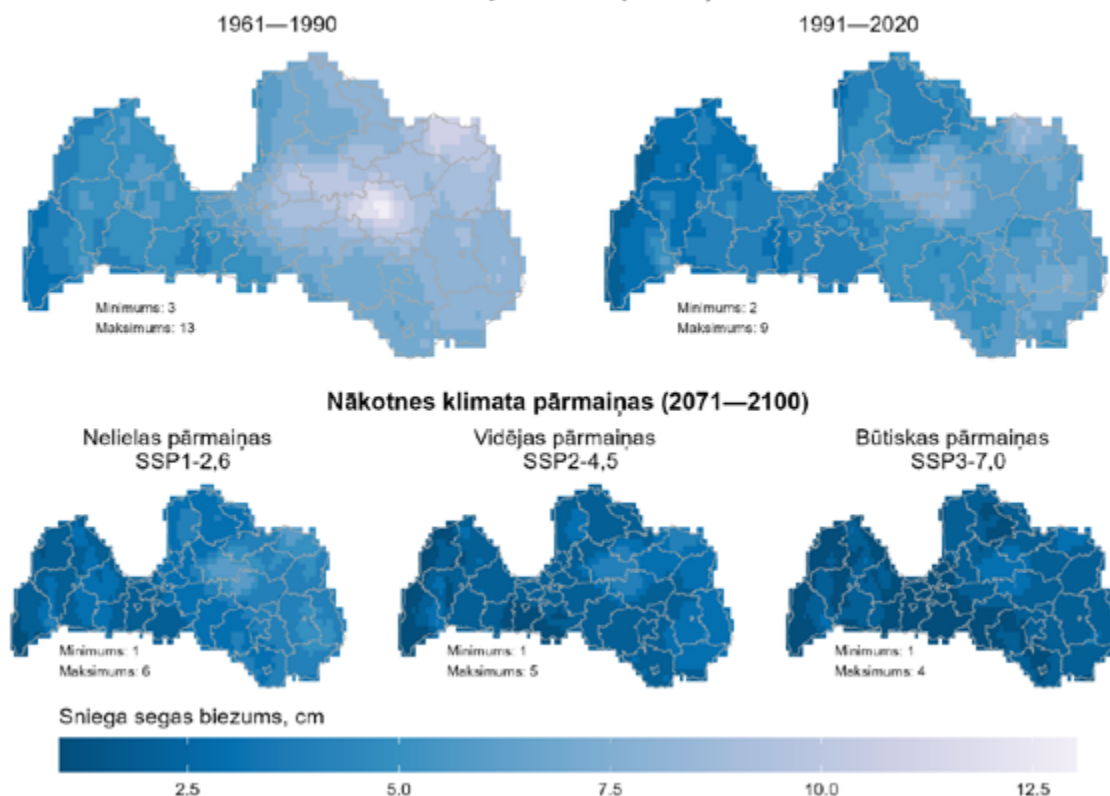 1961—1990
1991—2020
Minimums: 3
Maksimums: 13
Minimums: 2
Maksimums: 9
Nākotnes klimata pārmaiņas (2071—2100)
Nelielas pārmaiņas
SSP1-2,6
Vidējas pārmaiņas
SSP2-4,5
Būtiskas pārmaiņas
SSP3-7,0
Minimums: 1
Maksimums: 6
Minimums: 1
Maksimums: 5
Minimums: 1
Maksimums: 4
Sniega segas biezums, cm
2.5
5.0
7.5
10.0
12.5